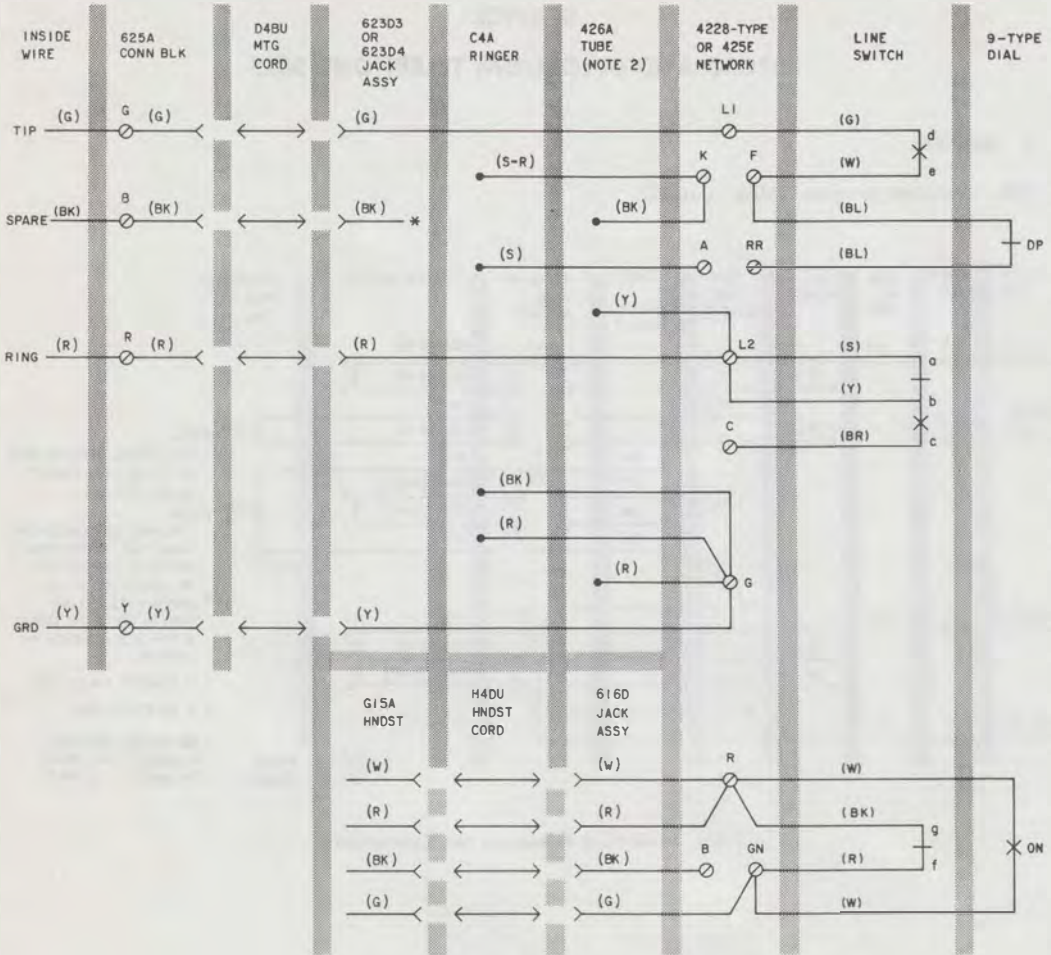 INSIDE WIRE
625A CONN BLK
D4BU MTG CORD
623D3 OR 623D4 JACK ASSY
C4A RINGER
426A TUBE (NOTE 2)
4228-TYPE OR 425E NETWORK
LINE SWITCH
9-TYPE DIAL
TIP (G) G (G) (G) L1 (G) d
(S-R) K F (W) e
SPARE (BK) B (BK) (BK) * (BK) (BL)
DP
(S) A RR (BL)
(Y)
RING (R) R (R) (R) L2 (S) a
(Y) b
C (BR) c
(BK)
(R)
(R) G
GRD (Y) Y (Y) (Y)
G15A HNDST
H4DU HNDST CORD
616D JACK ASSY
(W) (W) R (W)
(R) (R) (BK) g
ON
(BK) (BK) B GN (R) f
(G) (G) (W)